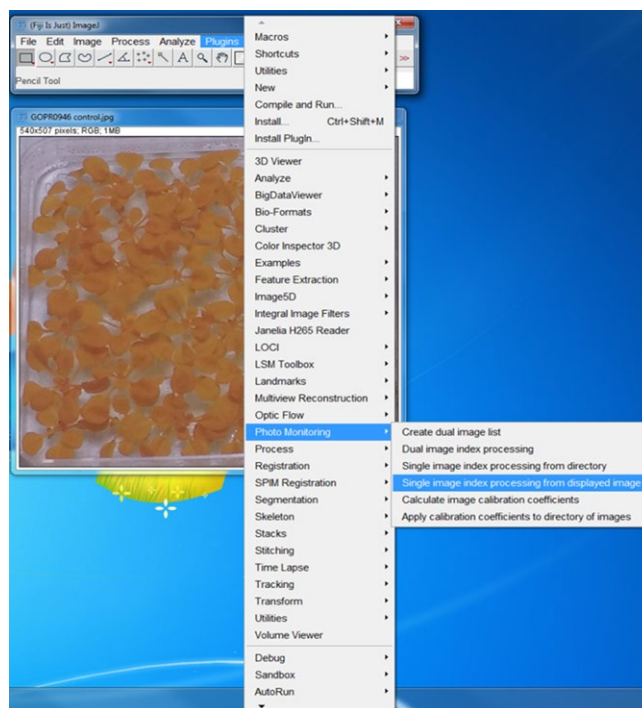 (Fiji Is Just) ImageJ
File Edit Image Process Analyze Plugins
Pencil Tool
GOPR0946 control.jpg
540x507 pixels; RGB; 1MB
Macros
Shortcuts
Utilities
New
Compile and Run...
Install... Ctrl+Shift+M
Install PlugIn...
3D Viewer
Analyze
BigDataViewer
Bio-Formats
Cluster
Color Inspector 3D
Examples
Feature Extraction
Image5D
Integral Image Filters
Janelia H265 Reader
LOCI
LSM Toolbox
Landmarks
Multiview Reconstruction
Optic Flow
Photo Monitoring
Process
Registration
SPIM Registration
Segmentation
Skeleton
Stacks
Stitching
Time Lapse
Tracking
Transform
Utilities
Volume Viewer
Debug
Sandbox
AutoRun
Create dual image list
Dual image index processing
Single image index processing from directory
Single image index processing from displayed image
Calculate image calibration coefficients
Apply calibration coefficients to directory of images